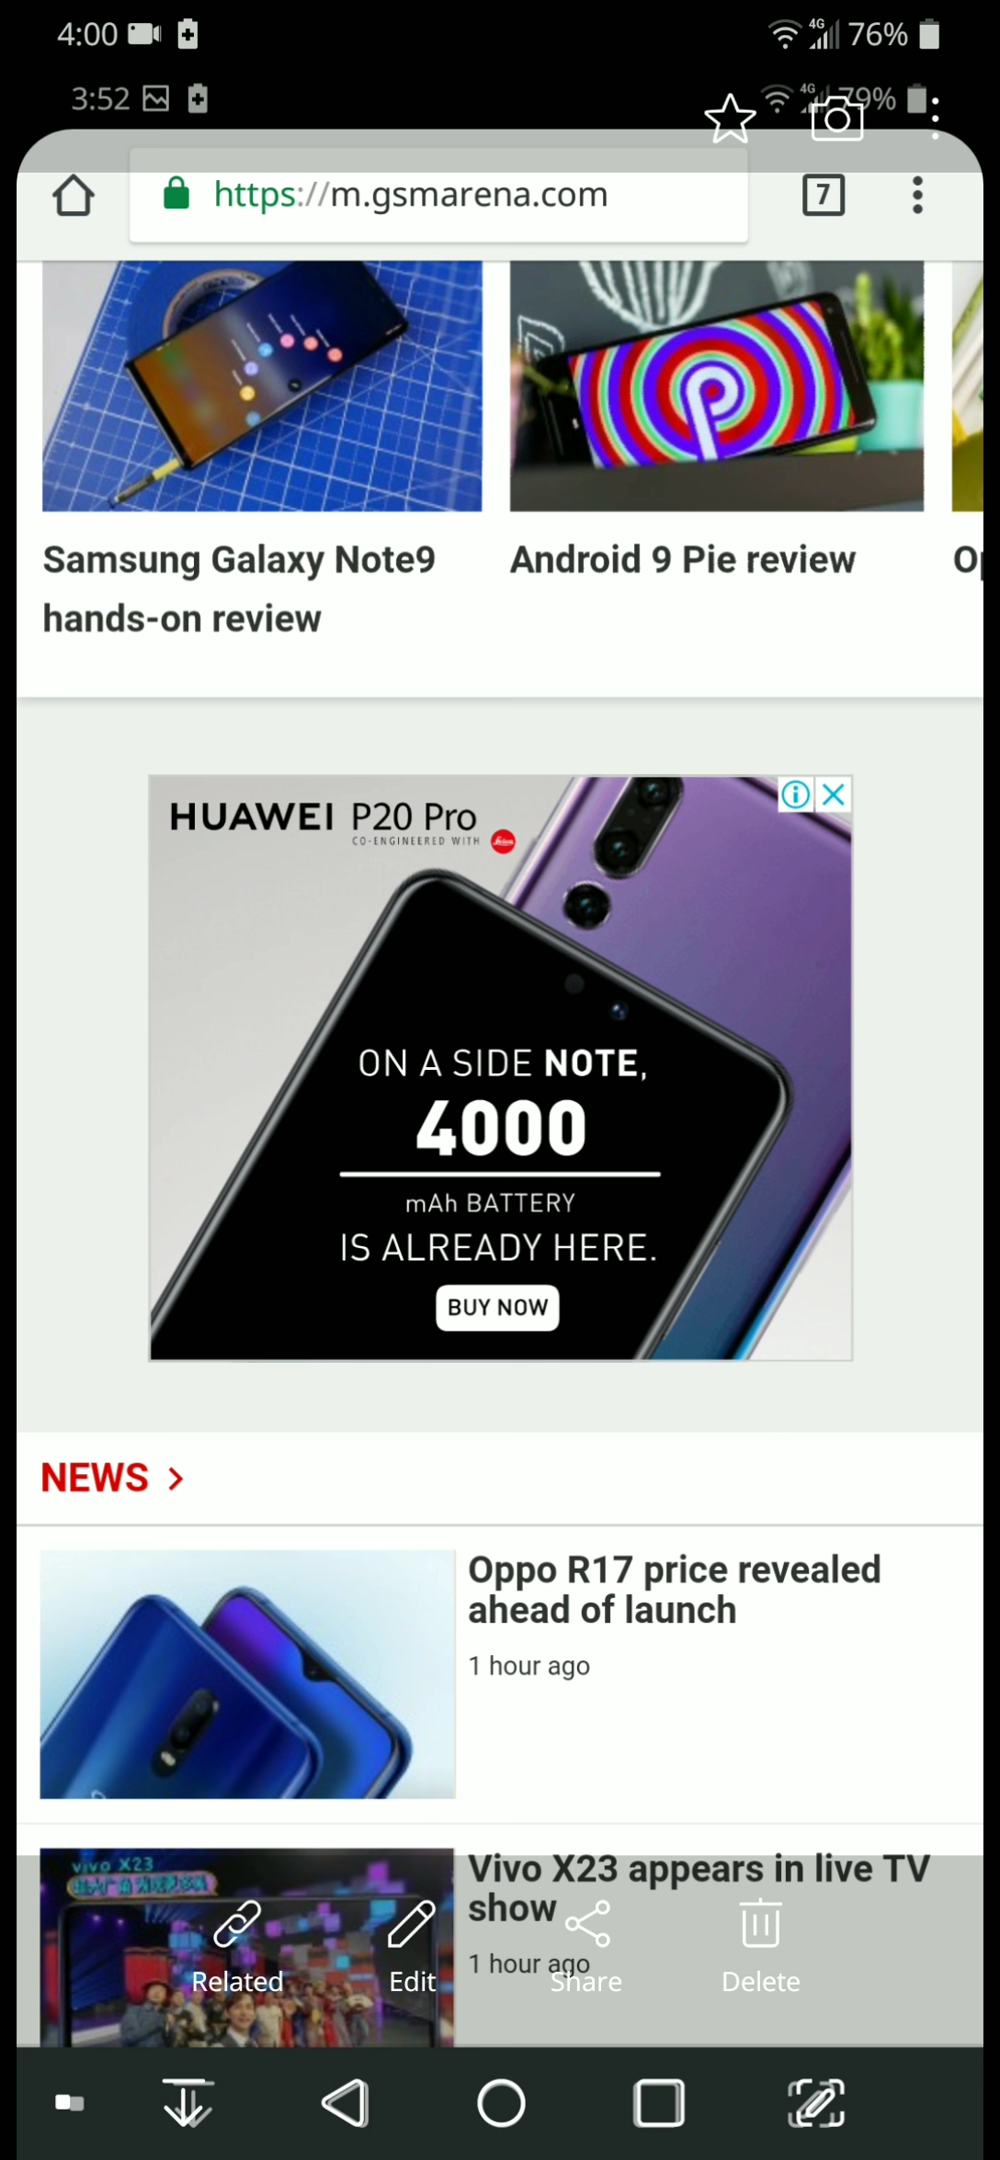 4:00 4G 76%
3:52 4G 79%
https://m.gsmarena.com 7
Samsung Galaxy Note9
hands-on review
Android 9 Pie review
HUAWEI P20 Pro
CO-ENGINEERED WITH Leica
ON A SIDE NOTE,
4000
mAh BATTERY
IS ALREADY HERE.
BUY NOW
NEWS >
Oppo R17 price revealed
ahead of launch
1 hour ago
vivo X23
Vivo X23 appears in live TV
show
1 hour ago
Related Edit Share Delete